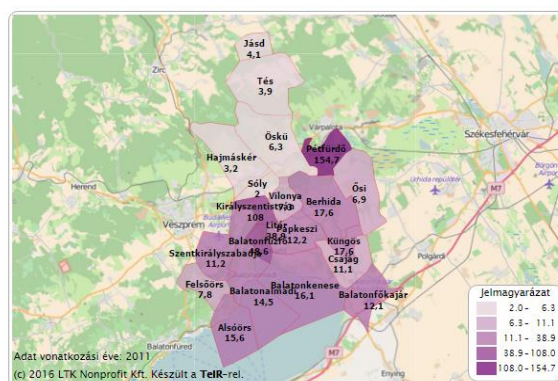 Jásd
4,1
Zirc
Tés
3,9
Öskü
6,3
Várpalota
Pétfürdő
154,7
Székesfehérvár
Hajmáskér
3,2
Herend
Sóly
2
Vilonya
Ősi
6,9
Királyszentistván
108
Berhida
17,6
Veszprém
M7
Litér
38,9
Papkeszi
12,2
Szentkirályszabadja
11,2
Küngös
17,6
Csajág
11,1
Polgárdi
Felsőörs
7,8
Balatonalmádi
14,5
Balatonkenese
16,1
Balatonfőkajár
12,1
Balatonfüred
Alsóörs
15,6
M7
Enying
Jelmagyarázat
2.0 - 6.3
6.3 - 11.1
11.1 - 38.9
38.9 - 108.0
108.0 - 154.7
Adat vonatkozási éve: 2011
(c) 2016 LTK Nonprofit Kft. Készült a TeIR-rel.